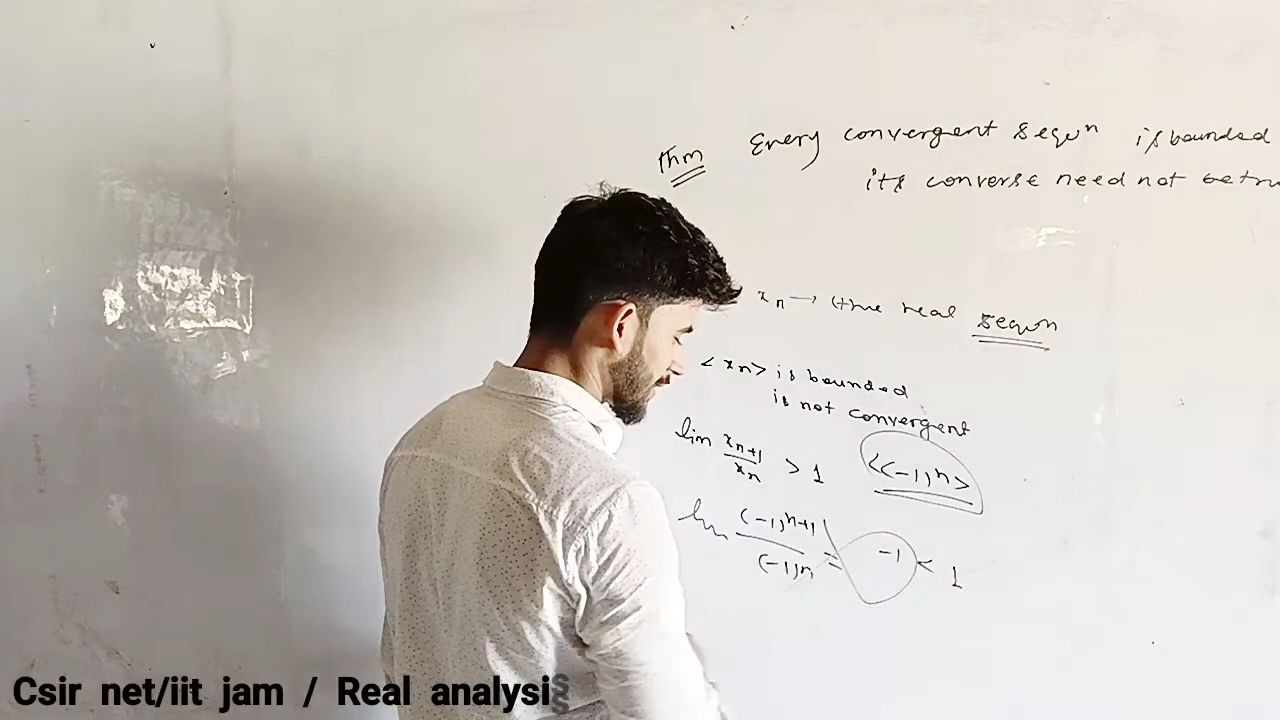 Thm Every convergent sequn is bounded
its converse need not be tru
xn → +ve real sequn
<xn> is bounded
is not convergent
lim xn+1/xn > 1 <(-1)n>
lim (-1)n+1/(-1)n = -1 < 1
Csir net/iit jam / Real analysis